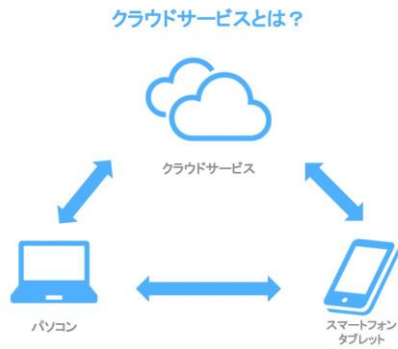 クラウドサービスとは？
クラウドサービス
パソコン
スマートフォン
タブレット